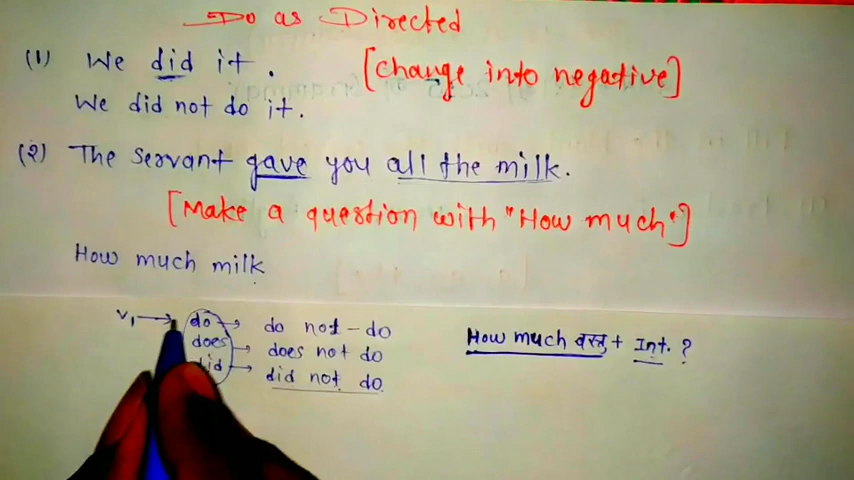 Do as Directed
(1) We did it. [change into negative]
We did not do it.
(2) The servant gave you all the milk.
[Make a question with "How much".?]
How much milk
V1 → do → do not - do
does → does not do
did → did not do
How much वस्तु + Int. ?